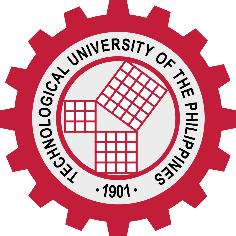 TECHNOLOGICAL UNIVERSITY OF THE PHILIPPINES
· 1901 ·